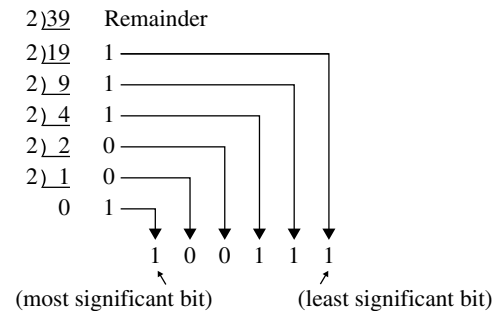 2)39 Remainder
2)19 1
2) 9 1
2) 4 1
2) 2 0
2) 1 0
0 1
1 0 0 1 1 1
(most significant bit) (least significant bit)